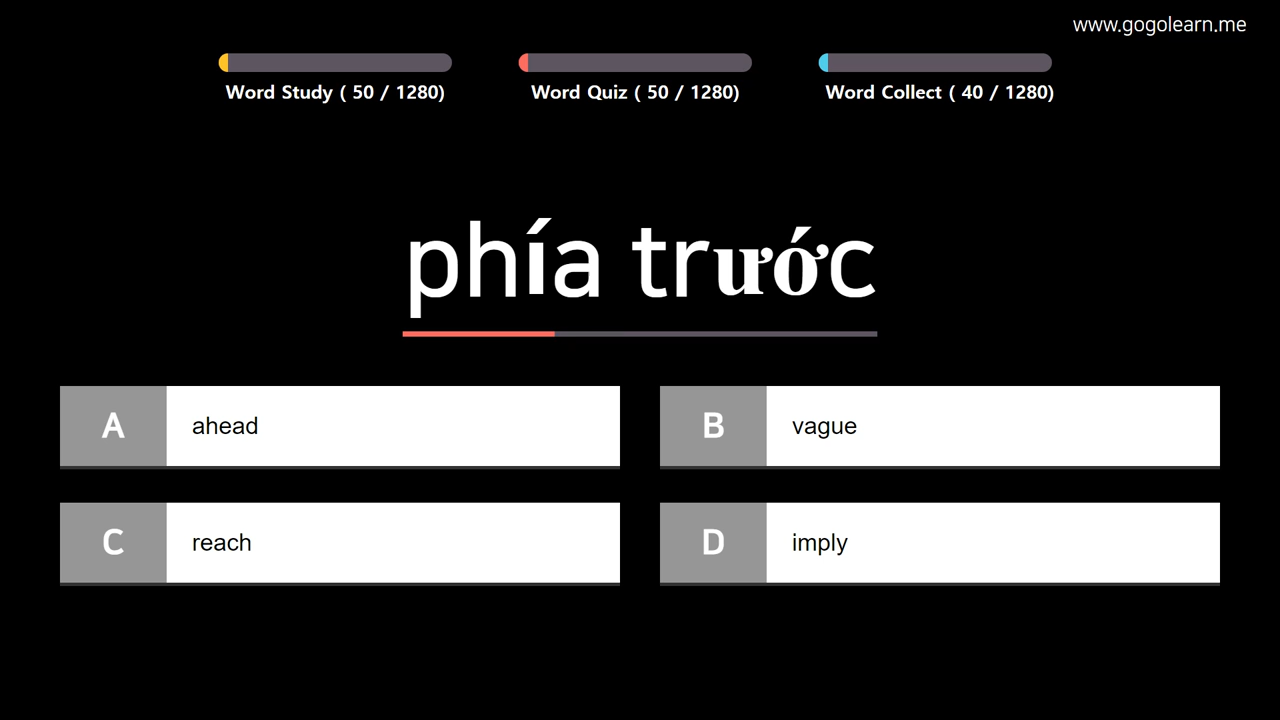 www.gogolearn.me
Word Study ( 50 / 1280)
Word Quiz ( 50 / 1280)
Word Collect ( 40 / 1280)
phía trước
A ahead
B vague
C reach
D imply